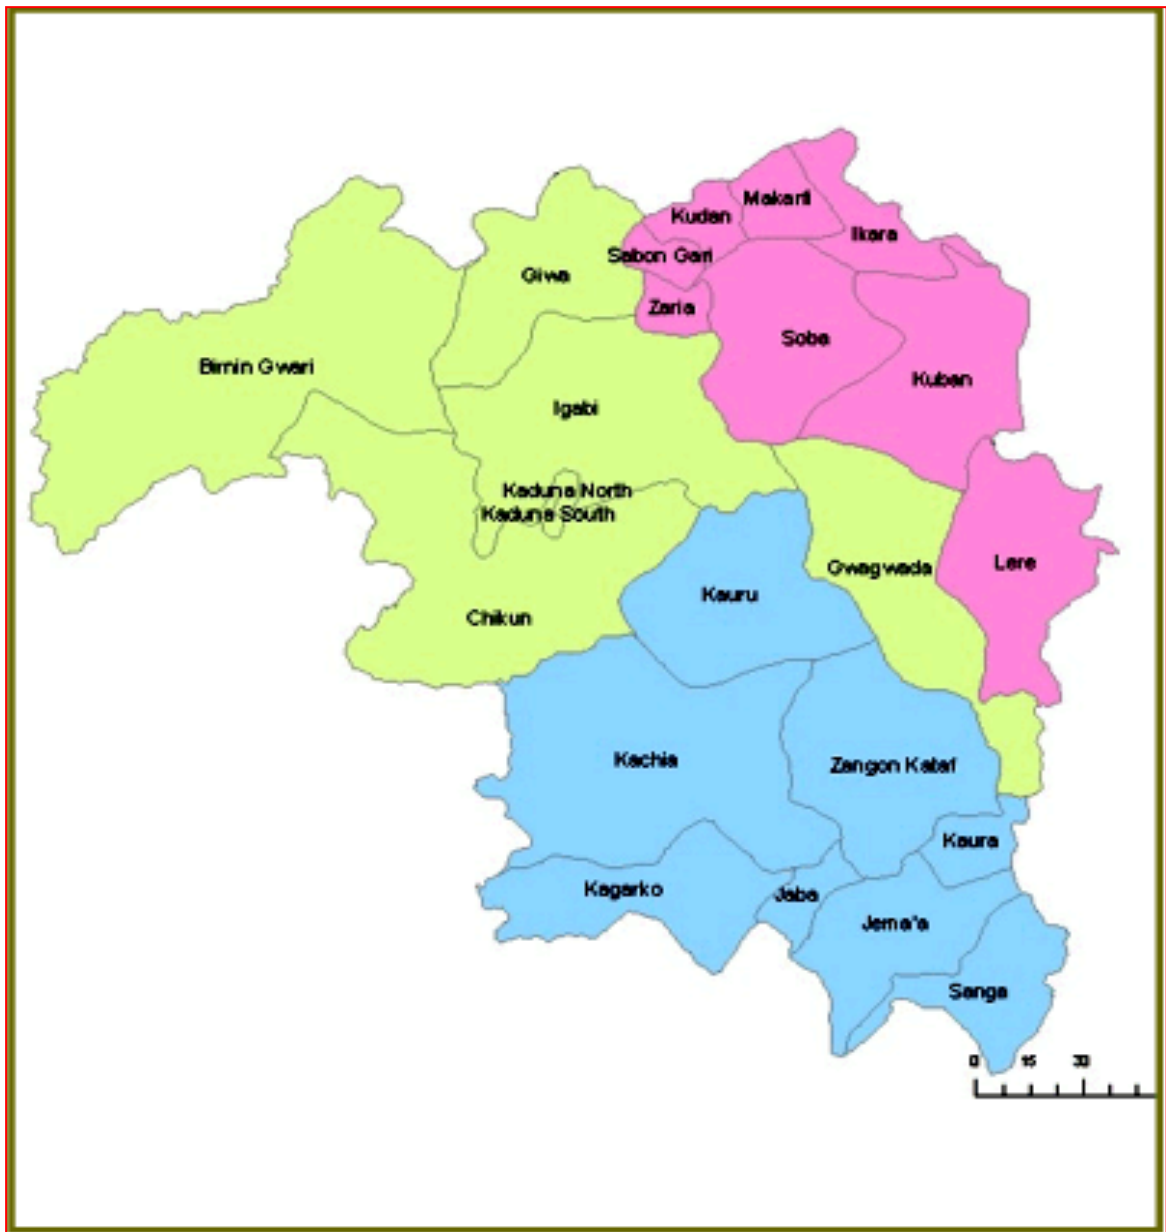 Makarfi
Kudan
Ikara
Sabon Gari
Giwa
Zaria
Soba
Birnin Gwari
Kuban
Igabi
Kaduna North
Kaduna South
Lere
Gwagwada
Kauru
Chikun
Kachia
Zangon Kataf
Kaura
Kagarko
Jaba
Jema'a
Sanga
0 15 30